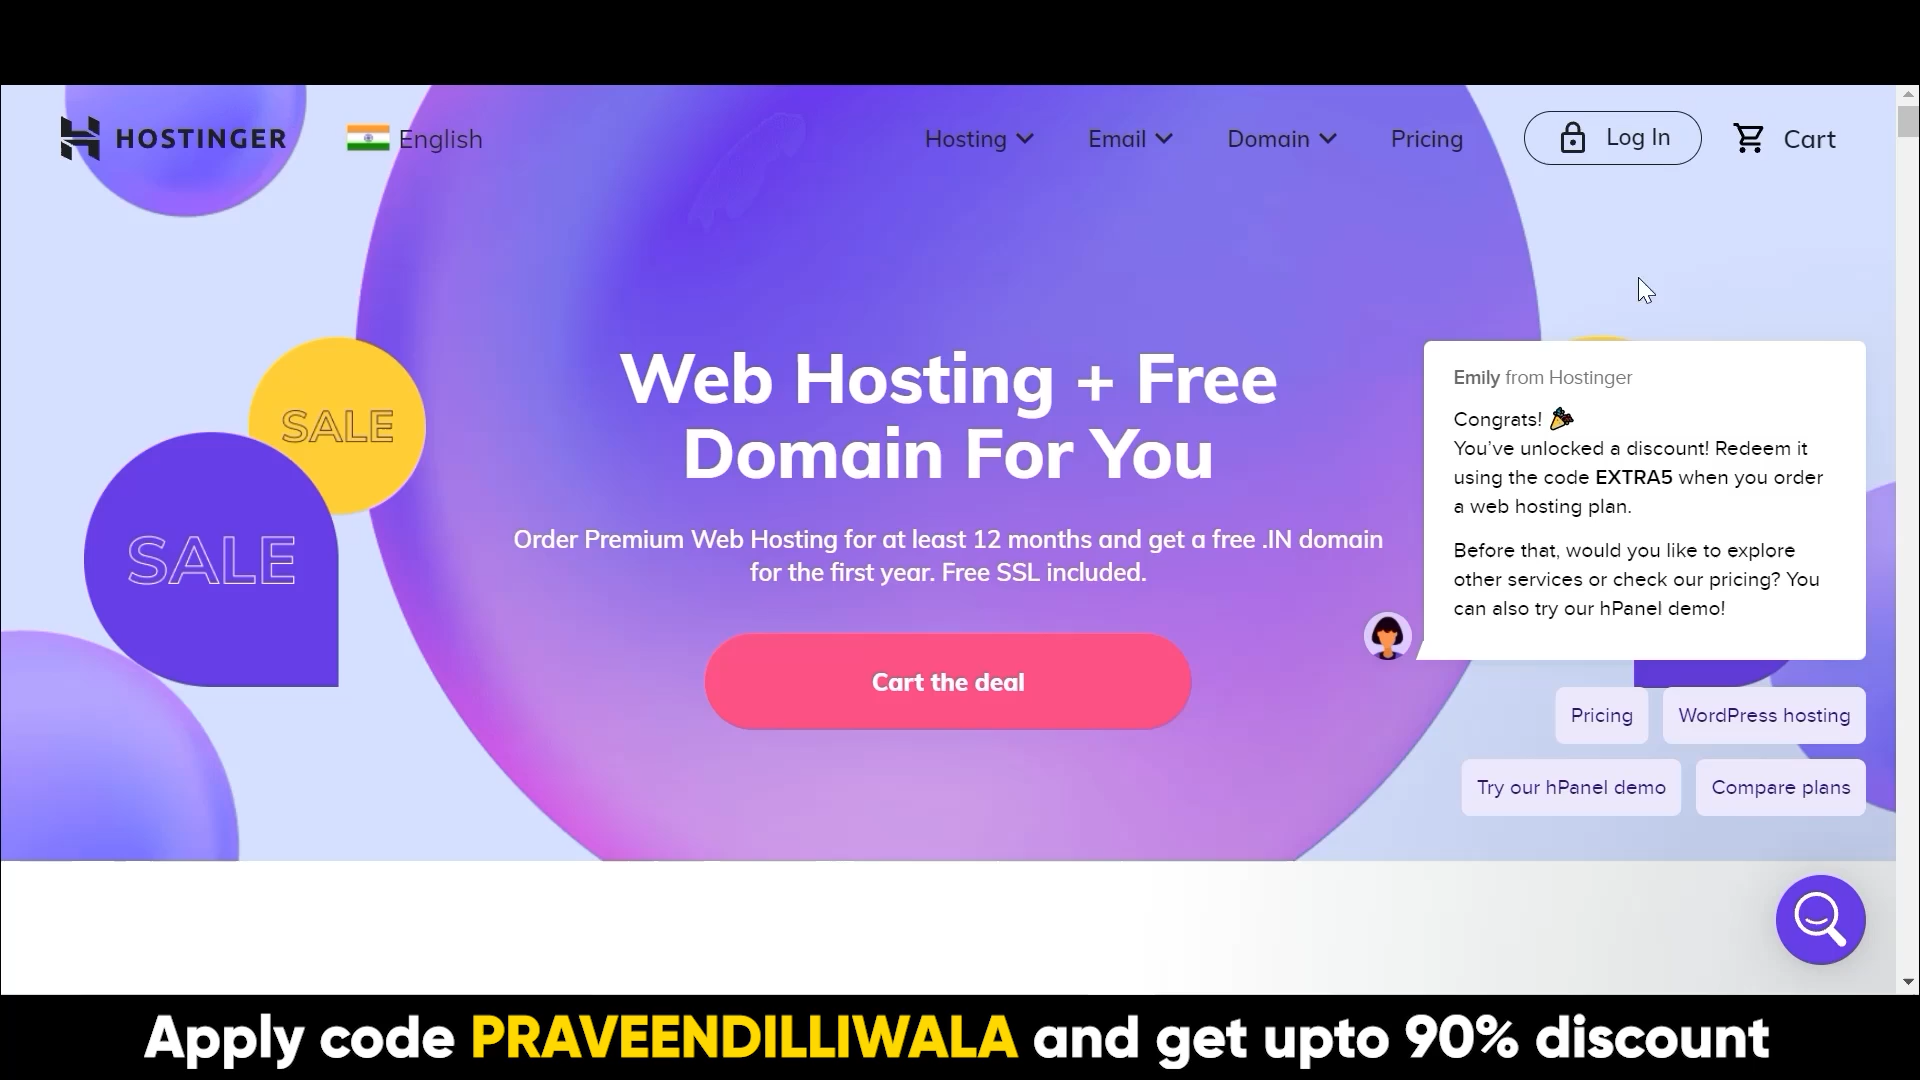 HOSTINGER
English
Hosting
Email
Domain
Pricing
Log In
Cart
SALE
SALE
Web Hosting + Free
Domain For You
Order Premium Web Hosting for at least 12 months and get a free .IN domain
for the first year. Free SSL included.
Cart the deal
Emily from Hostinger
Congrats!
You’ve unlocked a discount! Redeem it
using the code EXTRA5 when you order
a web hosting plan.
Before that, would you like to explore
other services or check our pricing? You
can also try our hPanel demo!
Pricing
WordPress hosting
Try our hPanel demo
Compare plans
Apply code PRAVEENDILLIWALA and get upto 90% discount